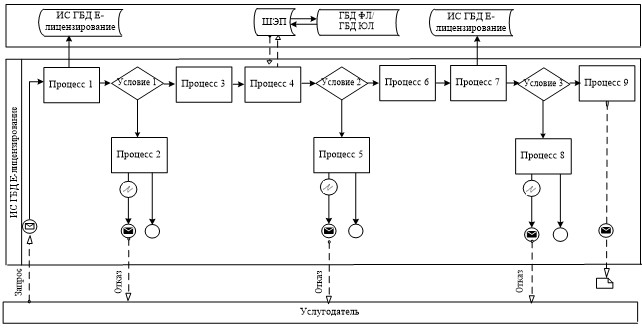 ИС ГБД Е-
лицензирование
ШЭП
ГБД ФЛ/
ГБД ЮЛ
ИС ГБД Е-
лицензирование
ИС ГБД Е-лицензирование
Процесс 1
Условие 1
Процесс 3
Процесс 4
Условие 2
Процесс 6
Процесс 7
Условие 3
Процесс 9
Процесс 2
Процесс 5
Процесс 8
Запрос
Отказ
Отказ
Отказ
Услугодатель